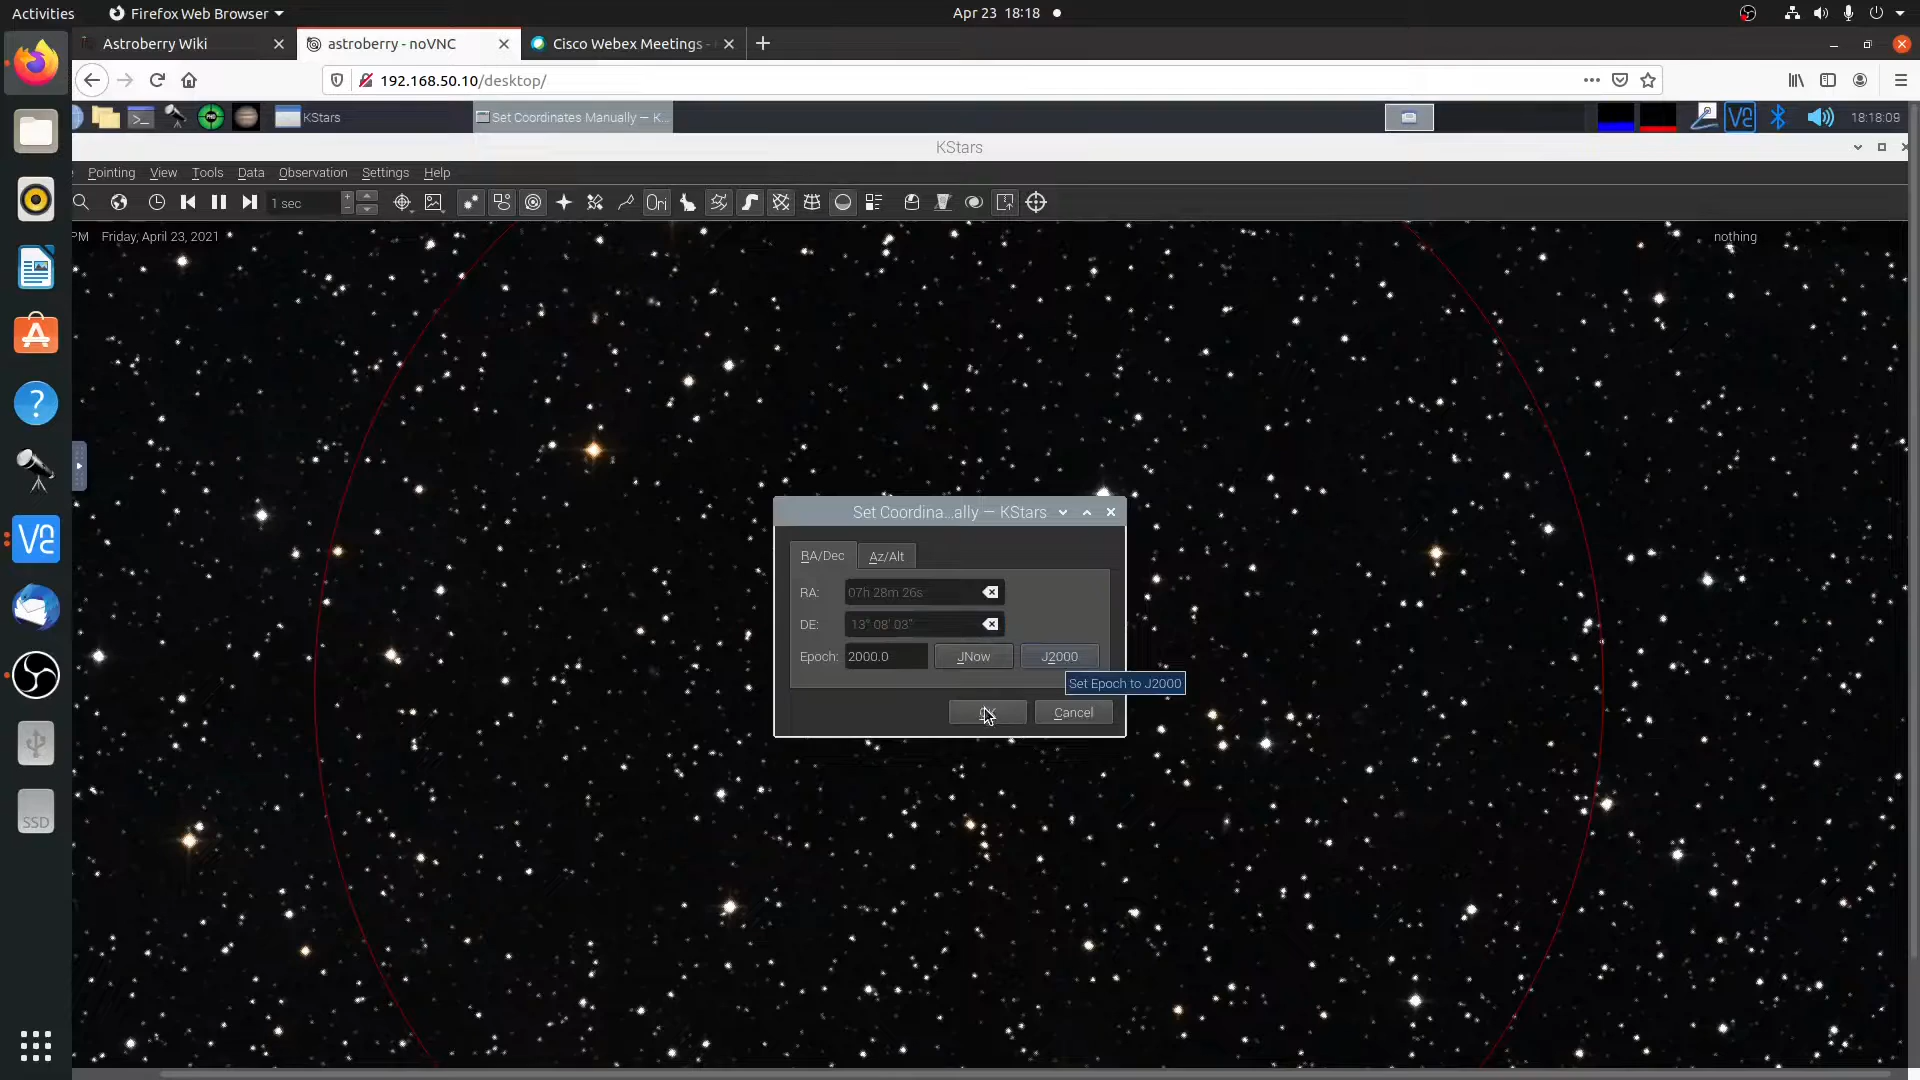 Activities
Firefox Web Browser
Apr 23 18:18
Astroberry Wiki
astroberry - noVNC
Cisco Webex Meetings -
192.168.50.10/desktop/
KStars
Set Coordinates Manually — K...
18:18:09
KStars
Pointing View Tools Data Observation Settings Help
1 sec
Ori
PM Friday, April 23, 2021
nothing
Set Coordina...ally — KStars
RA/Dec Az/Alt
RA: 07h 28m 26s
DE: 13° 08' 03"
Epoch: 2000.0 JNow J2000
Set Epoch to J2000
Cancel
SSD